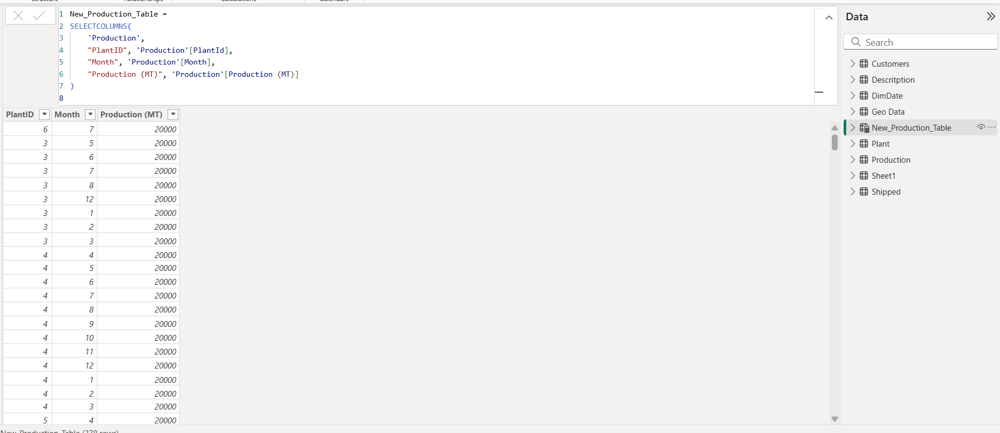 Structure Relationships Calculations Calendars
1 New_Production_Table =
2 SELECTCOLUMNS(
3 'Production',
4 "PlantID", 'Production'[PlantId],
5 "Month", 'Production'[Month],
6 "Production (MT)", 'Production'[Production (MT)]
7 )
8
PlantID Month Production (MT)
6 7 20000
3 5 20000
3 6 20000
3 7 20000
3 8 20000
3 12 20000
3 1 20000
3 2 20000
3 3 20000
4 4 20000
4 5 20000
4 6 20000
4 7 20000
4 8 20000
4 9 20000
4 10 20000
4 11 20000
4 12 20000
4 1 20000
4 2 20000
4 3 20000
5 4 20000
New_Production_Table (278 rows)
Data
Search
Customers
Descritption
DimDate
Geo Data
New_Production_Table
Plant
Production
Sheet1
Shipped